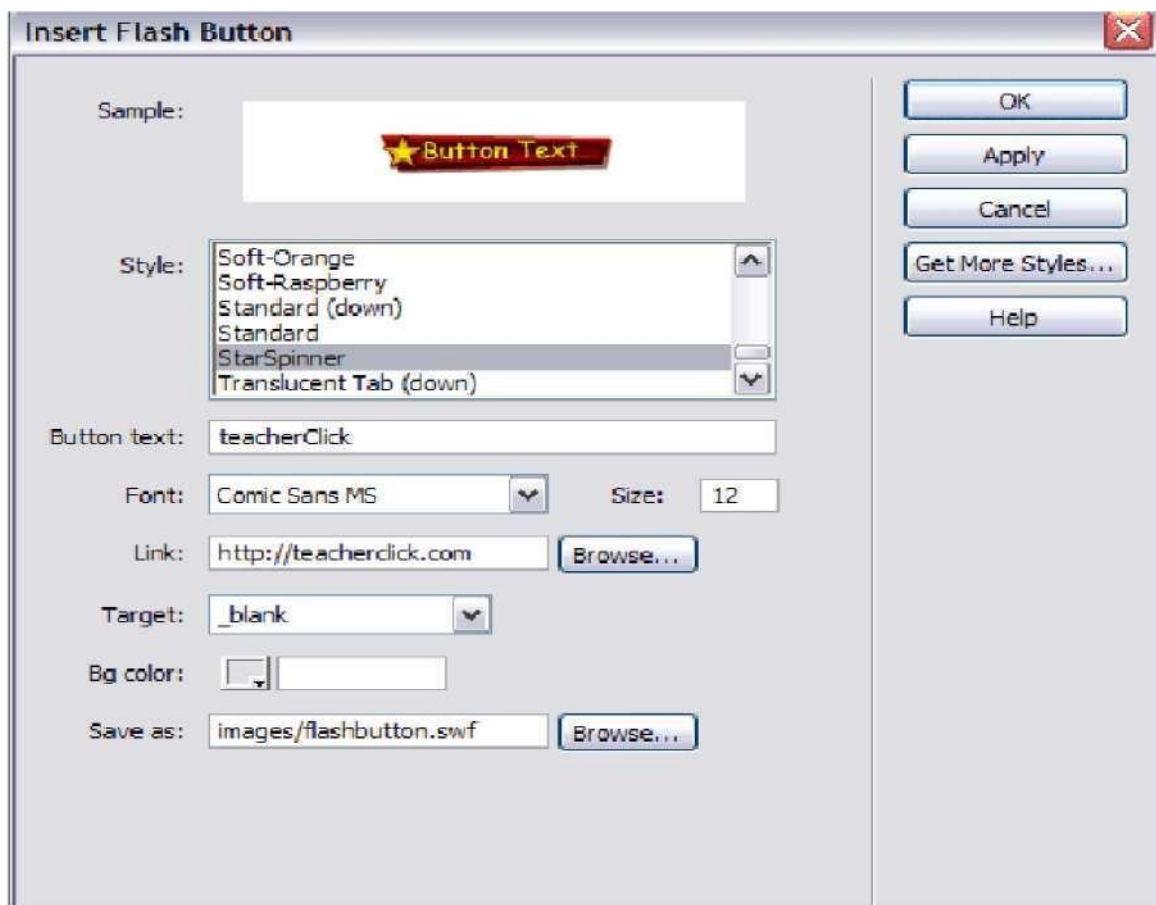 Insert Flash Button
Sample:
Button Text
Style:
Soft-Orange
Soft-Raspberry
Standard (down)
Standard
StarSpinner
Translucent Tab (down)
Button text: teacherClick
Font: Comic Sans MS Size: 12
Link: http://teacherclick.com Browse...
Target: _blank
Bg color:
Save as: images/flashbutton.swf Browse...
OK
Apply
Cancel
Get More Styles...
Help